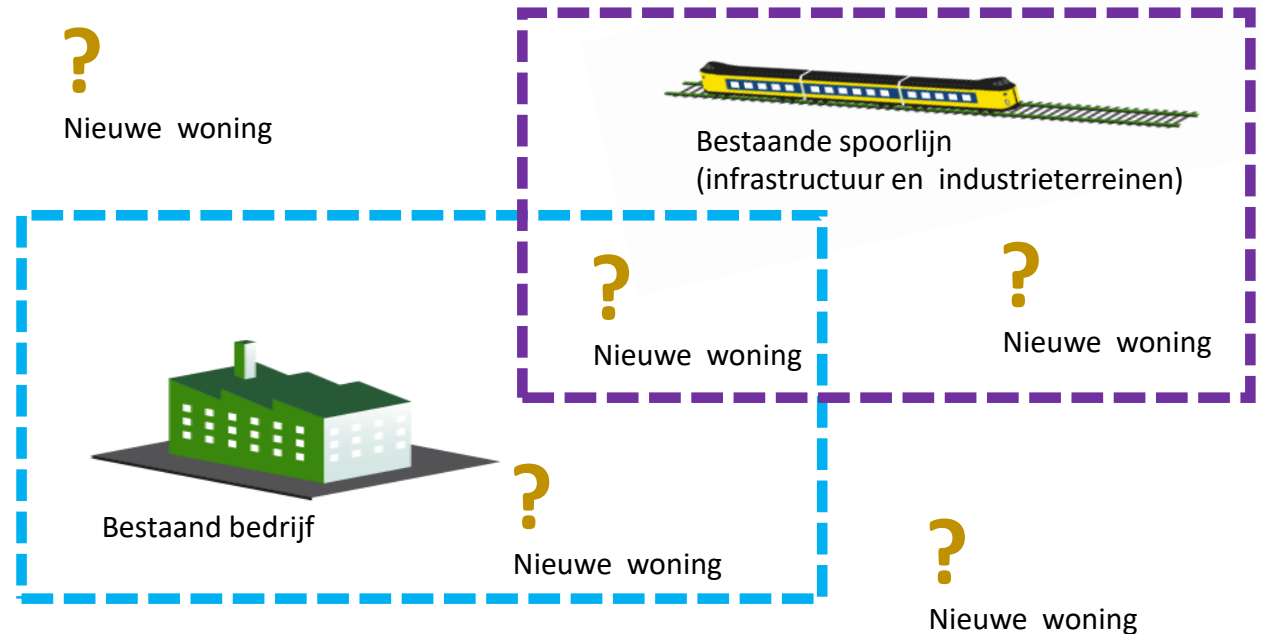 ?
Nieuwe woning
Bestaande spoorlijn
(infrastructuur en industrieterreinen)
?
Nieuwe woning
?
Nieuwe woning
Bestaand bedrijf
?
Nieuwe woning
?
Nieuwe woning